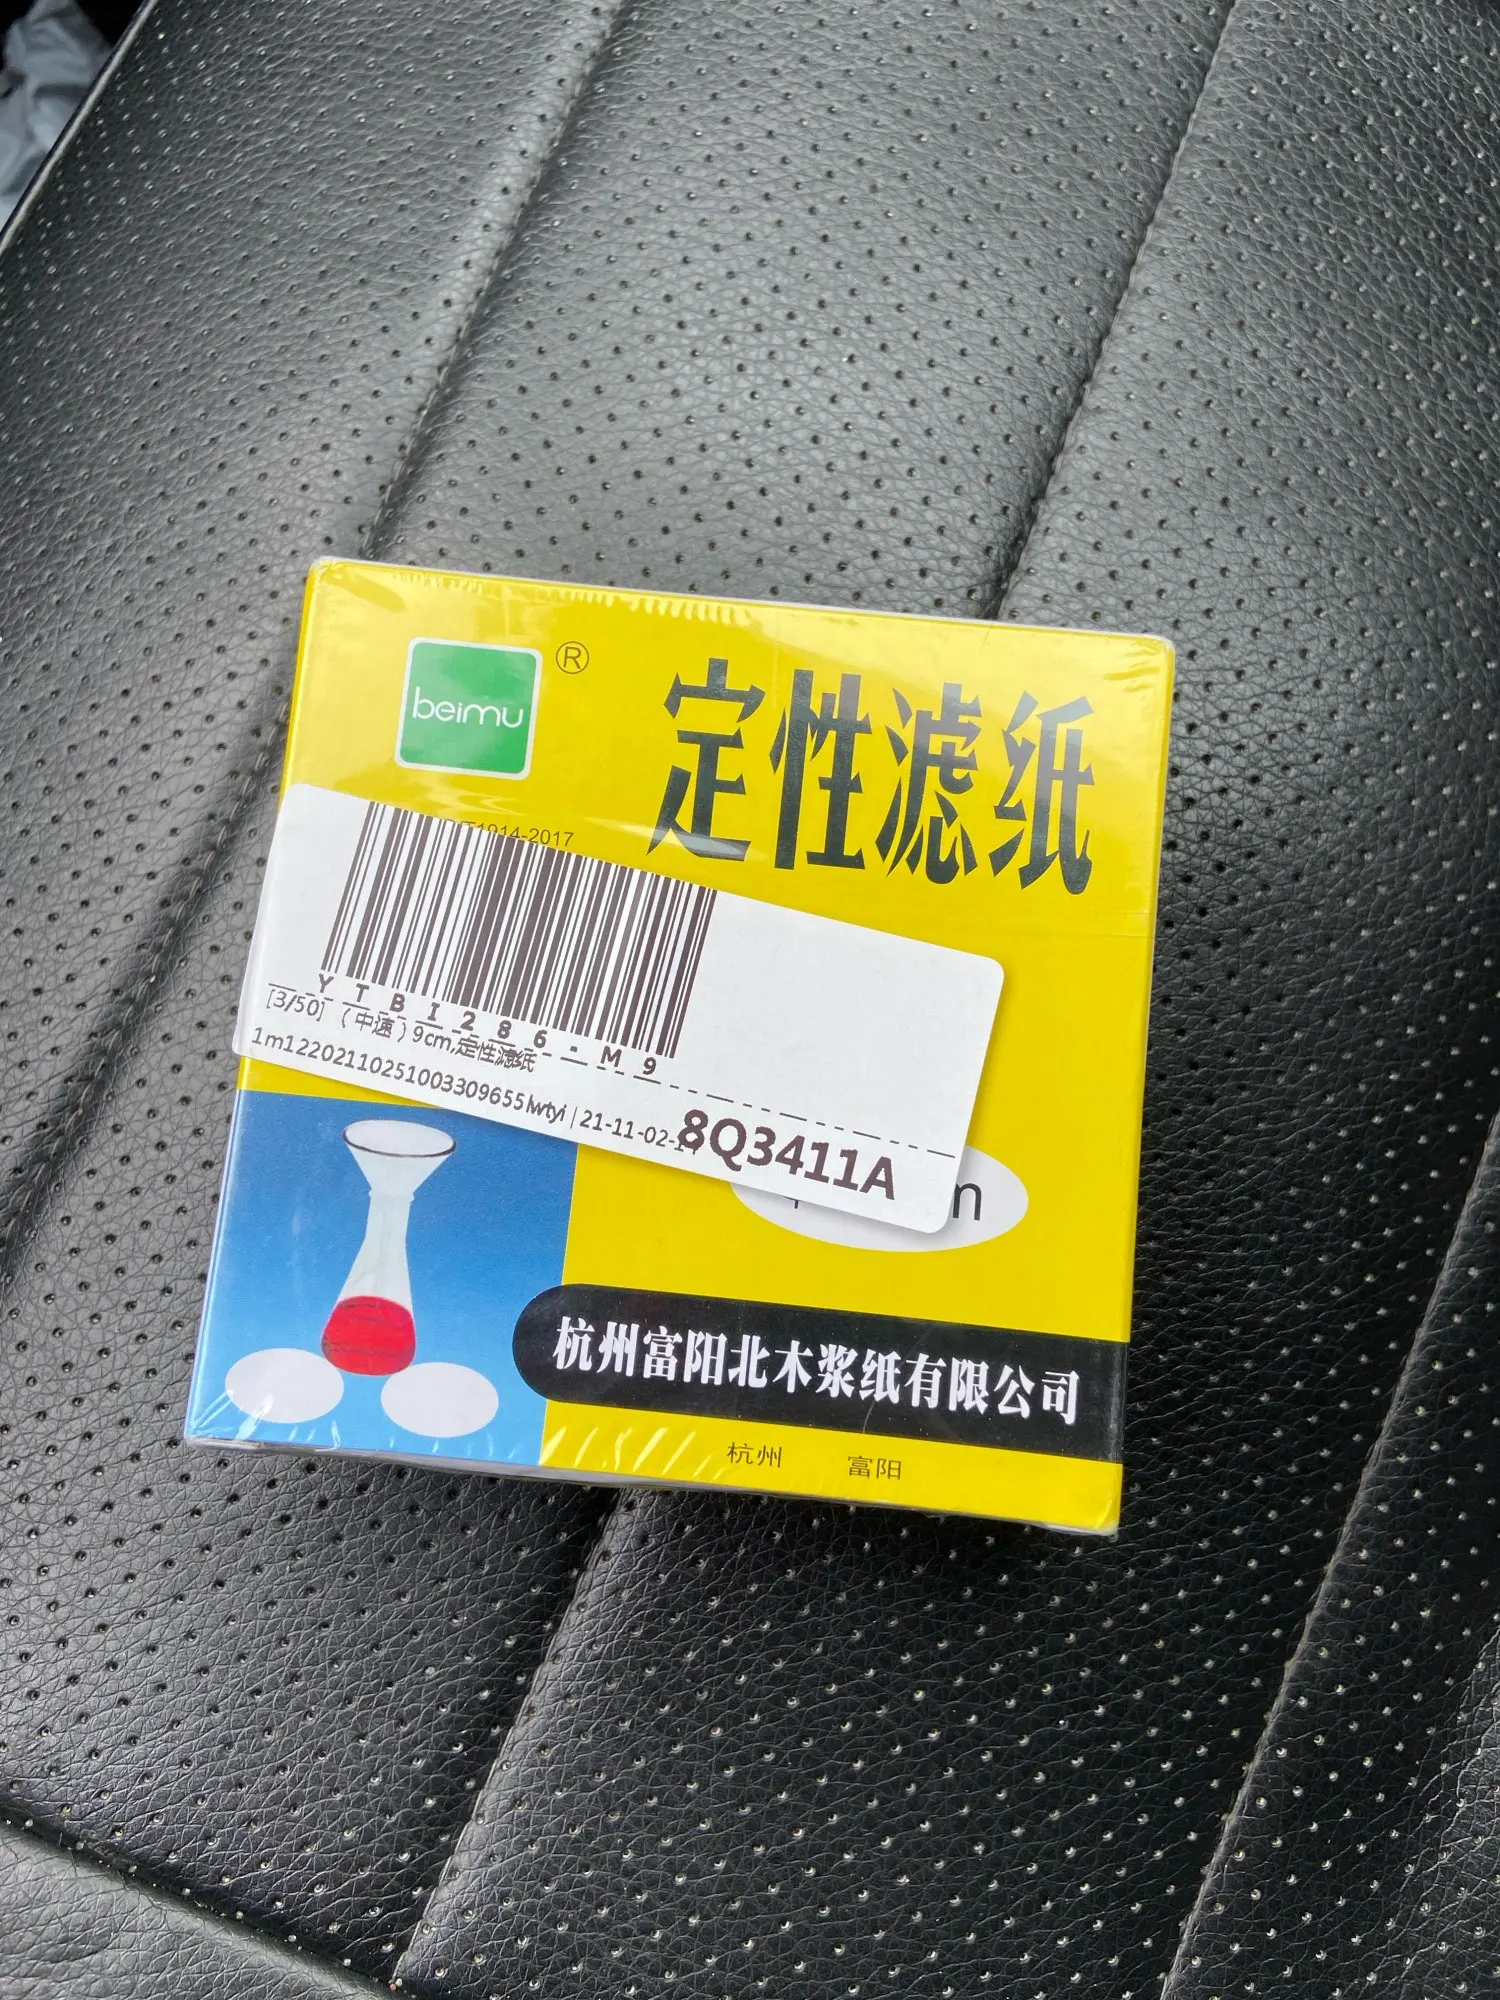 beimu ®
定性滤纸
T1914-2017
YTBI286-M9
[3/50] （中速）9cm,定性滤纸
1m12202110251003309655lwtyi | 21-11-02-
8Q3411A
杭州富阳北木浆纸有限公司
杭州 富阳